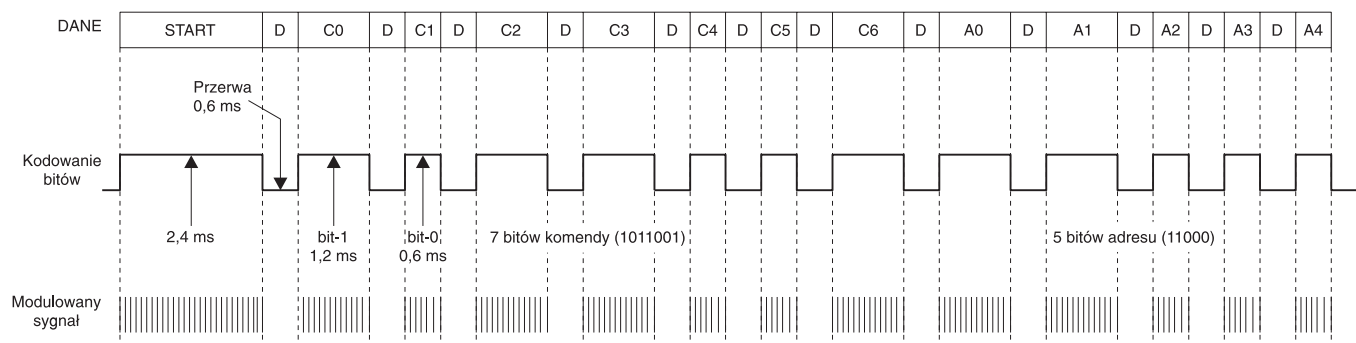 DANE START D C0 D C1 D C2 D C3 D C4 D C5 D C6 D A0 D A1 D A2 D A3 D A4
Przerwa
0,6 ms
Kodowanie
bitów
2,4 ms
bit-1
1,2 ms
bit-0
0,6 ms
7 bitów komendy (1011001)
5 bitów adresu (11000)
Modulowany
sygnał